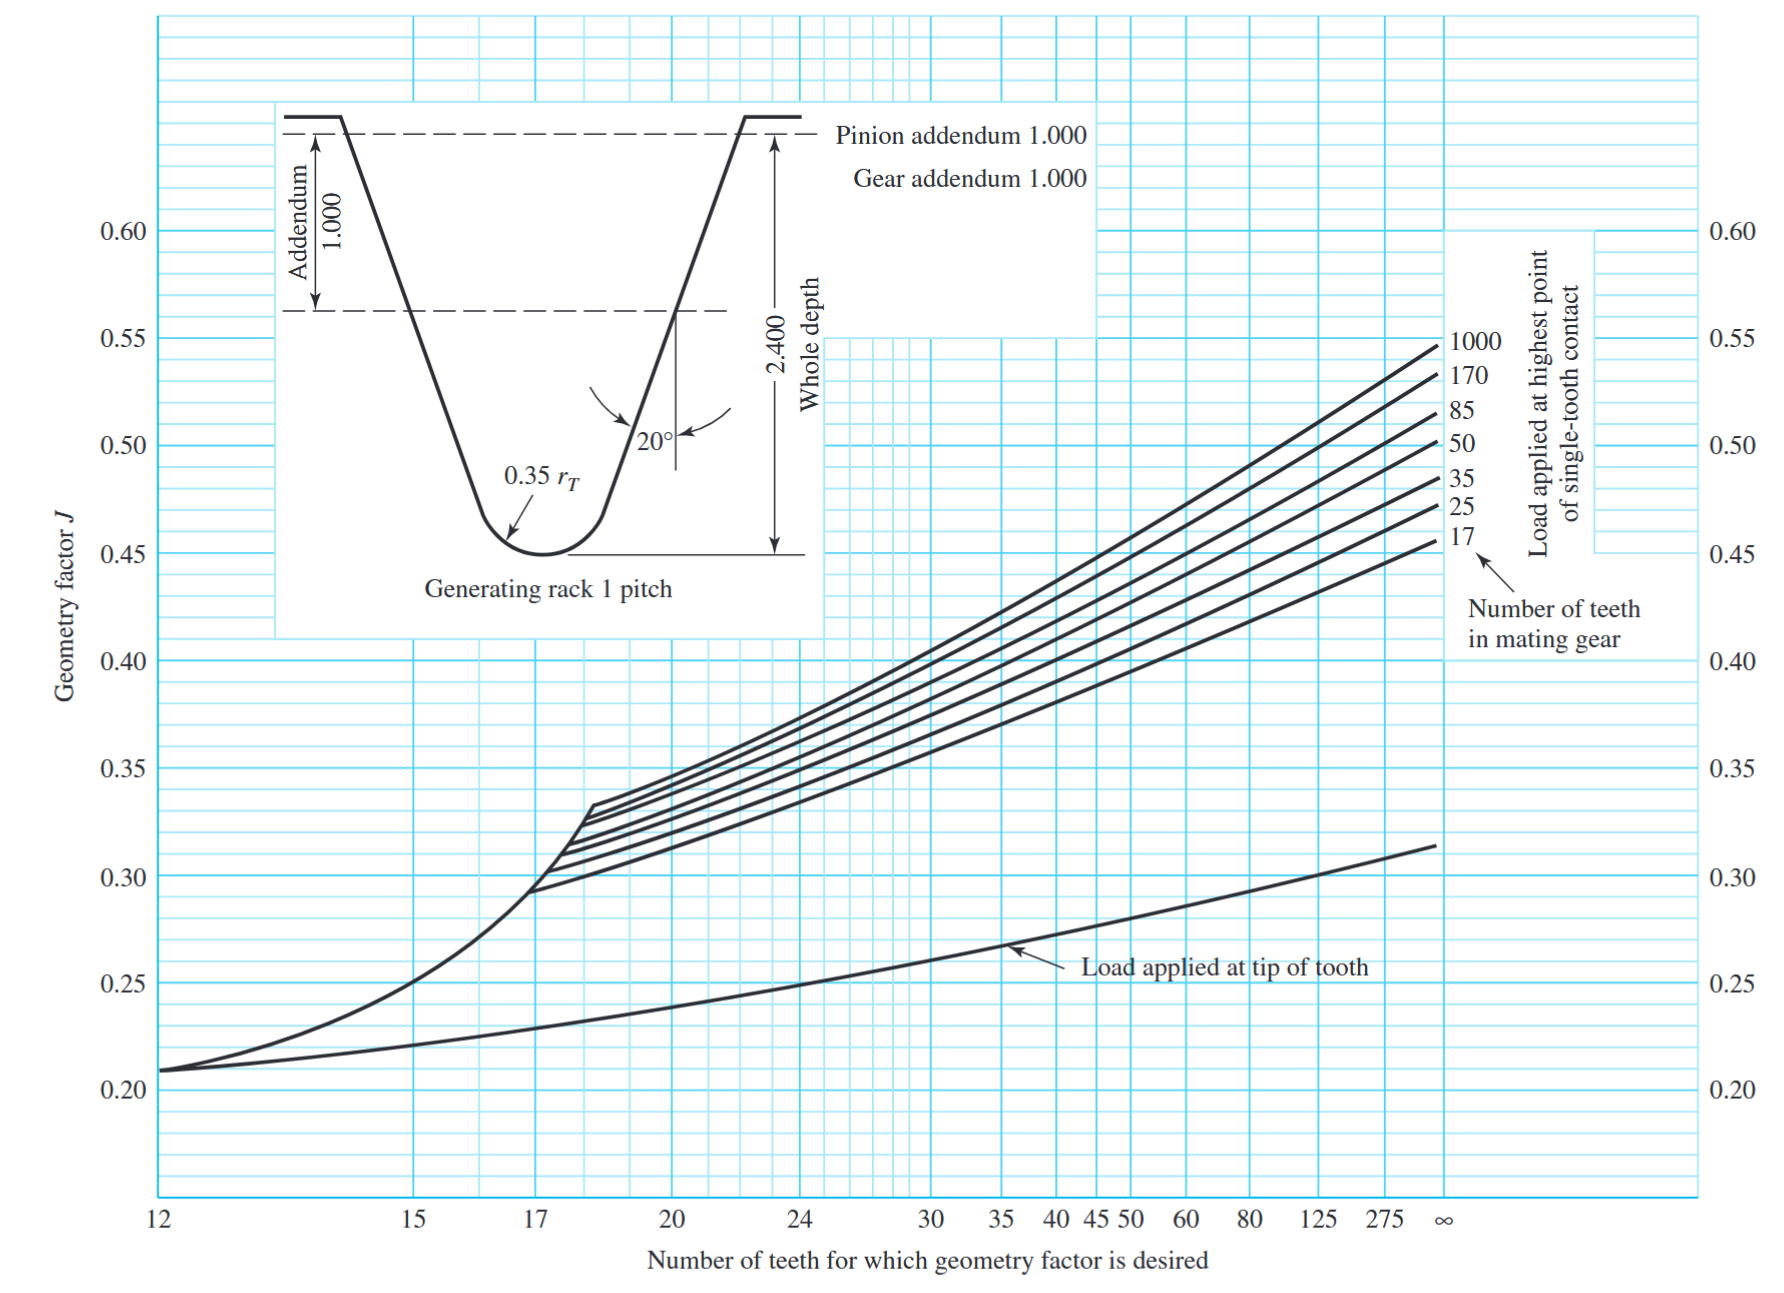 Pinion addendum 1.000
Gear addendum 1.000
Addendum
1.000
2.400
Whole depth
20°
0.35 r_T
Generating rack 1 pitch
Geometry factor J
0.60
0.55
0.50
0.45
0.40
0.35
0.30
0.25
0.20
0.60
0.55
0.50
0.45
0.40
0.35
0.30
0.25
0.20
Load applied at highest point
of single-tooth contact
1000
170
85
50
35
25
17
Number of teeth
in mating gear
Load applied at tip of tooth
12 15 17 20 24 30 35 40 45 50 60 80 125 275 ∞
Number of teeth for which geometry factor is desired